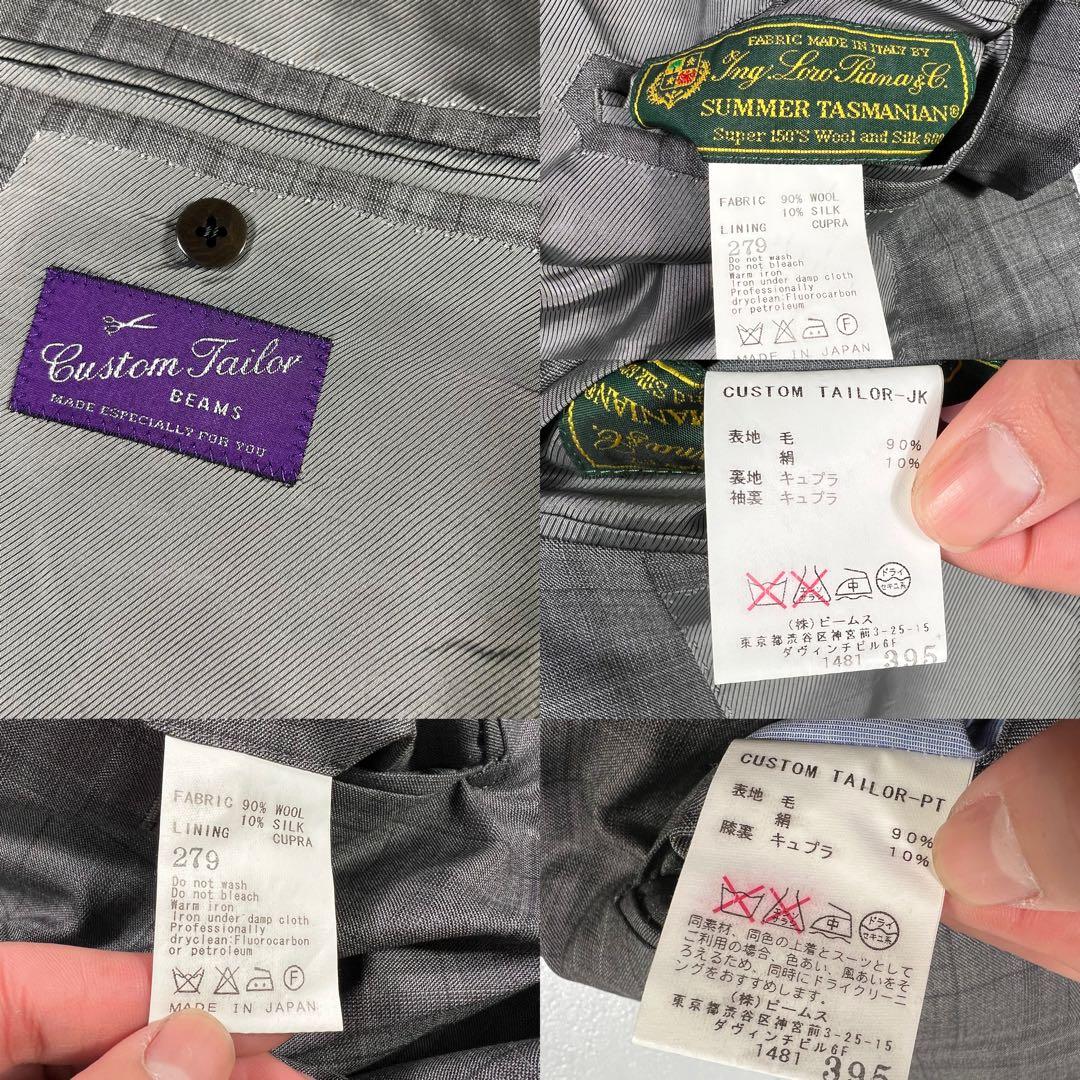 Custom Tailor
BEAMS
MADE ESPECIALLY FOR YOU
FABRIC MADE IN ITALY BY
Ing. Loro Piana & C.
SUMMER TASMANIAN®
Super 150'S Wool and Silk
FABRIC 90% WOOL
10% SILK
LINING CUPRA
279
Do not wash
Do not bleach
Warm iron
Iron under damp cloth
Professionally
dryclean:Fluorocarbon
or petroleum
F
MADE IN JAPAN
CUSTOM TAILOR-JK
表地 毛 90%
絹 10%
裏地 キュプラ
袖裏 キュプラ
中
ドライ
セキユ系
(株)ビームス
東京都渋谷区神宮前3-25-15
ダヴィンチビル6F
1481 395
FABRIC 90% WOOL
10% SILK
LINING CUPRA
279
Do not wash
Do not bleach
Warm iron
Iron under damp cloth
Professionally
dryclean:Fluorocarbon
or petroleum
F
MADE IN JAPAN
CUSTOM TAILOR-PT
表地 毛 90%
絹 10%
膝裏 キュプラ
中
ドライ
セキユ系
同素材、同色の上着とスーツとして
ご利用の場合、色あい、風あいをそ
ろえるため、同時にドライクリーニ
ングをおすすめします。
(株)ビームス
東京都渋谷区神宮前3-25-15
ダヴィンチビル6F
1481 395